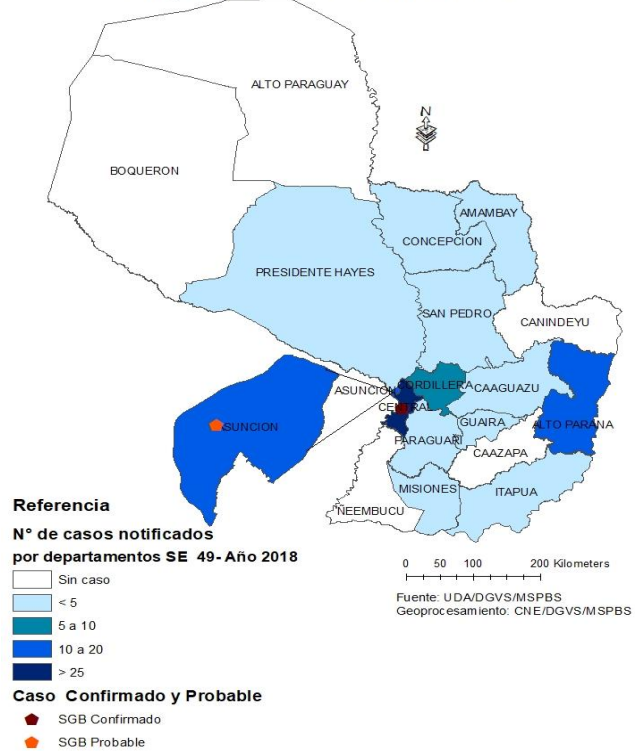 ALTO PARAGUAY
N
BOQUERON
AMAMBAY
CONCEPCION
PRESIDENTE HAYES
SAN PEDRO
CANINDEYU
ASUNCION
CORDILLERA
CAAGUAZU
CENTRAL
SUNCION
GUAIRA
ALTO PARANA
PARAGUARI
CAAZAPA
MISIONES
ITAPUA
ÑEEMBUCU
Referencia
N° de casos notificados
por departamentos SE 49- Año 2018
Sin caso
< 5
5 a 10
10 a 20
> 25
0 50 100 200 Kilometers
Fuente: UDA/DGVS/MSPBS
Geoprocesamiento: CNE/DGVS/MSPBS
Caso Confirmado y Probable
SGB Confirmado
SGB Probable